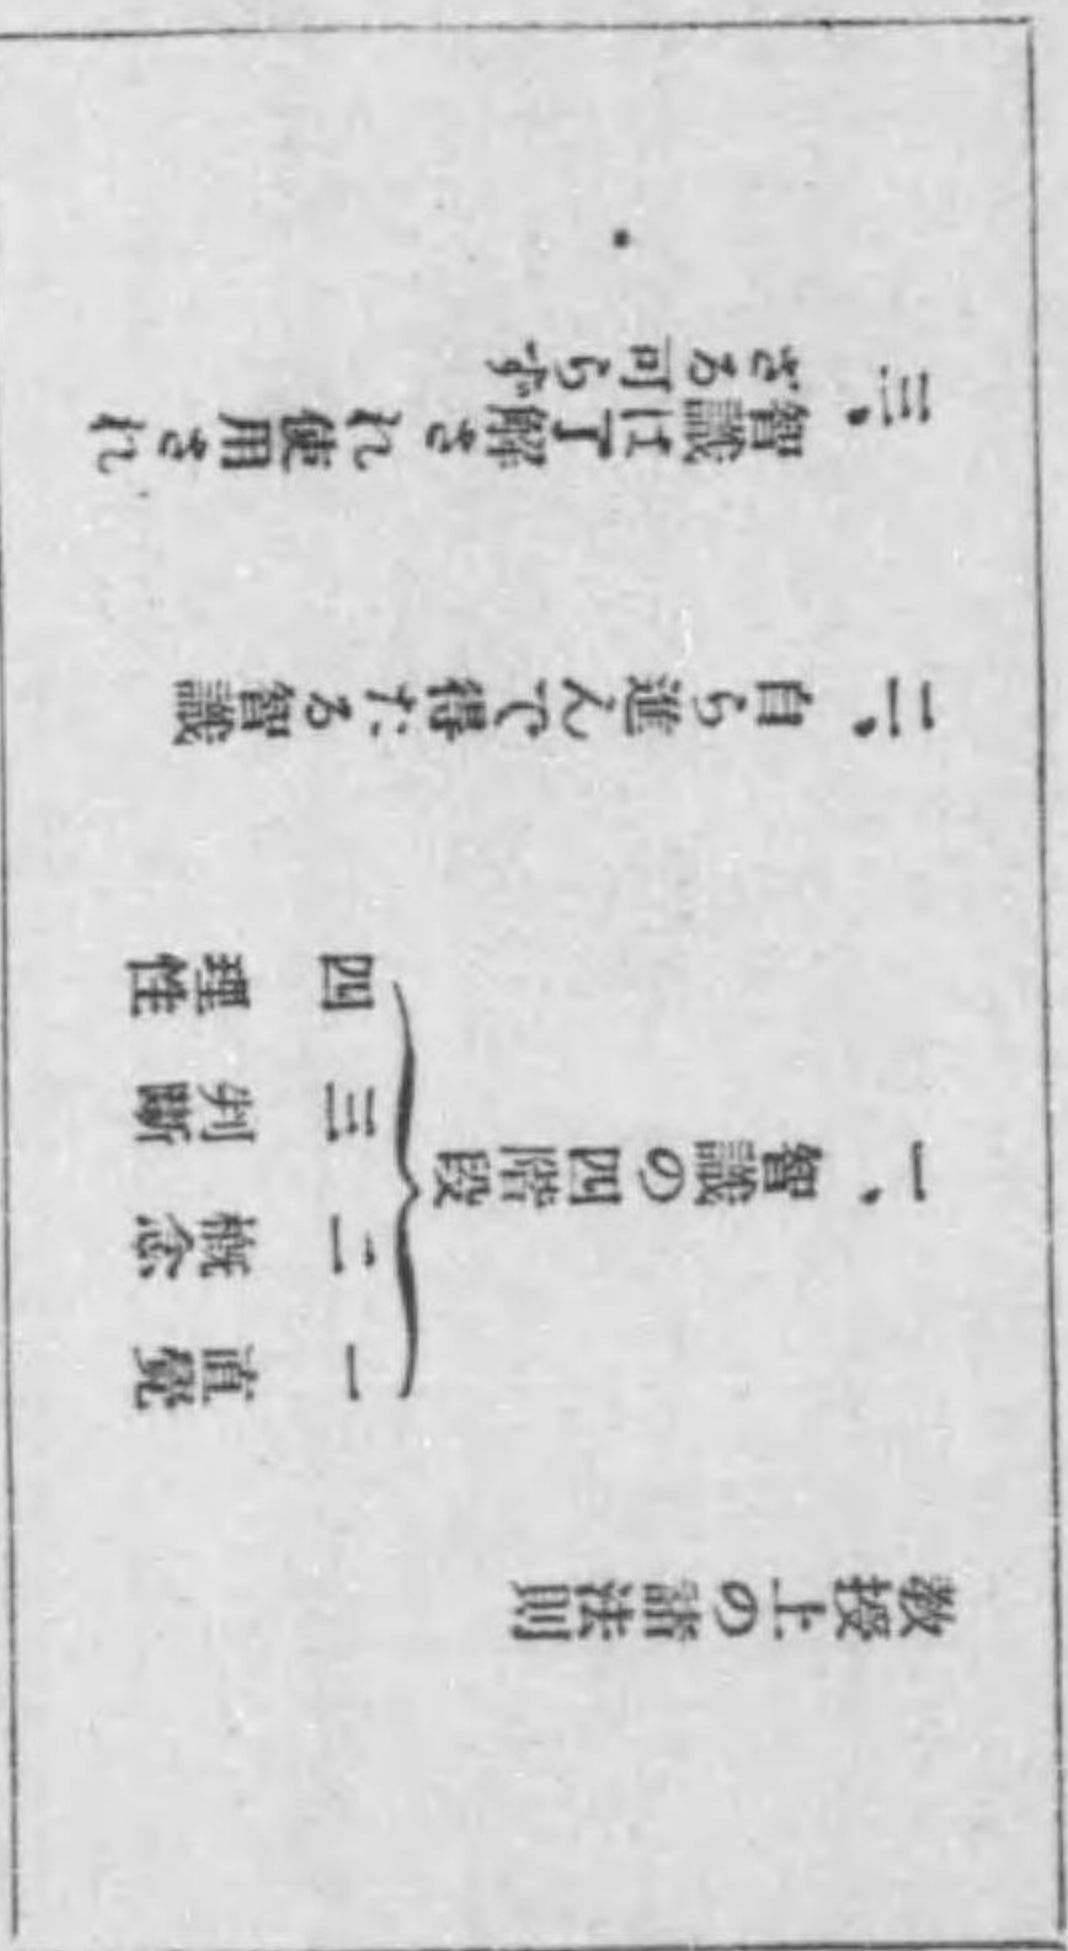 教授上の諸法則
一、智識の四階段
一 直覺
二 概念
三 判斷
四 理性
二、自ら進んで得たる智識
三、智識は了解され使用され
ざる可らず